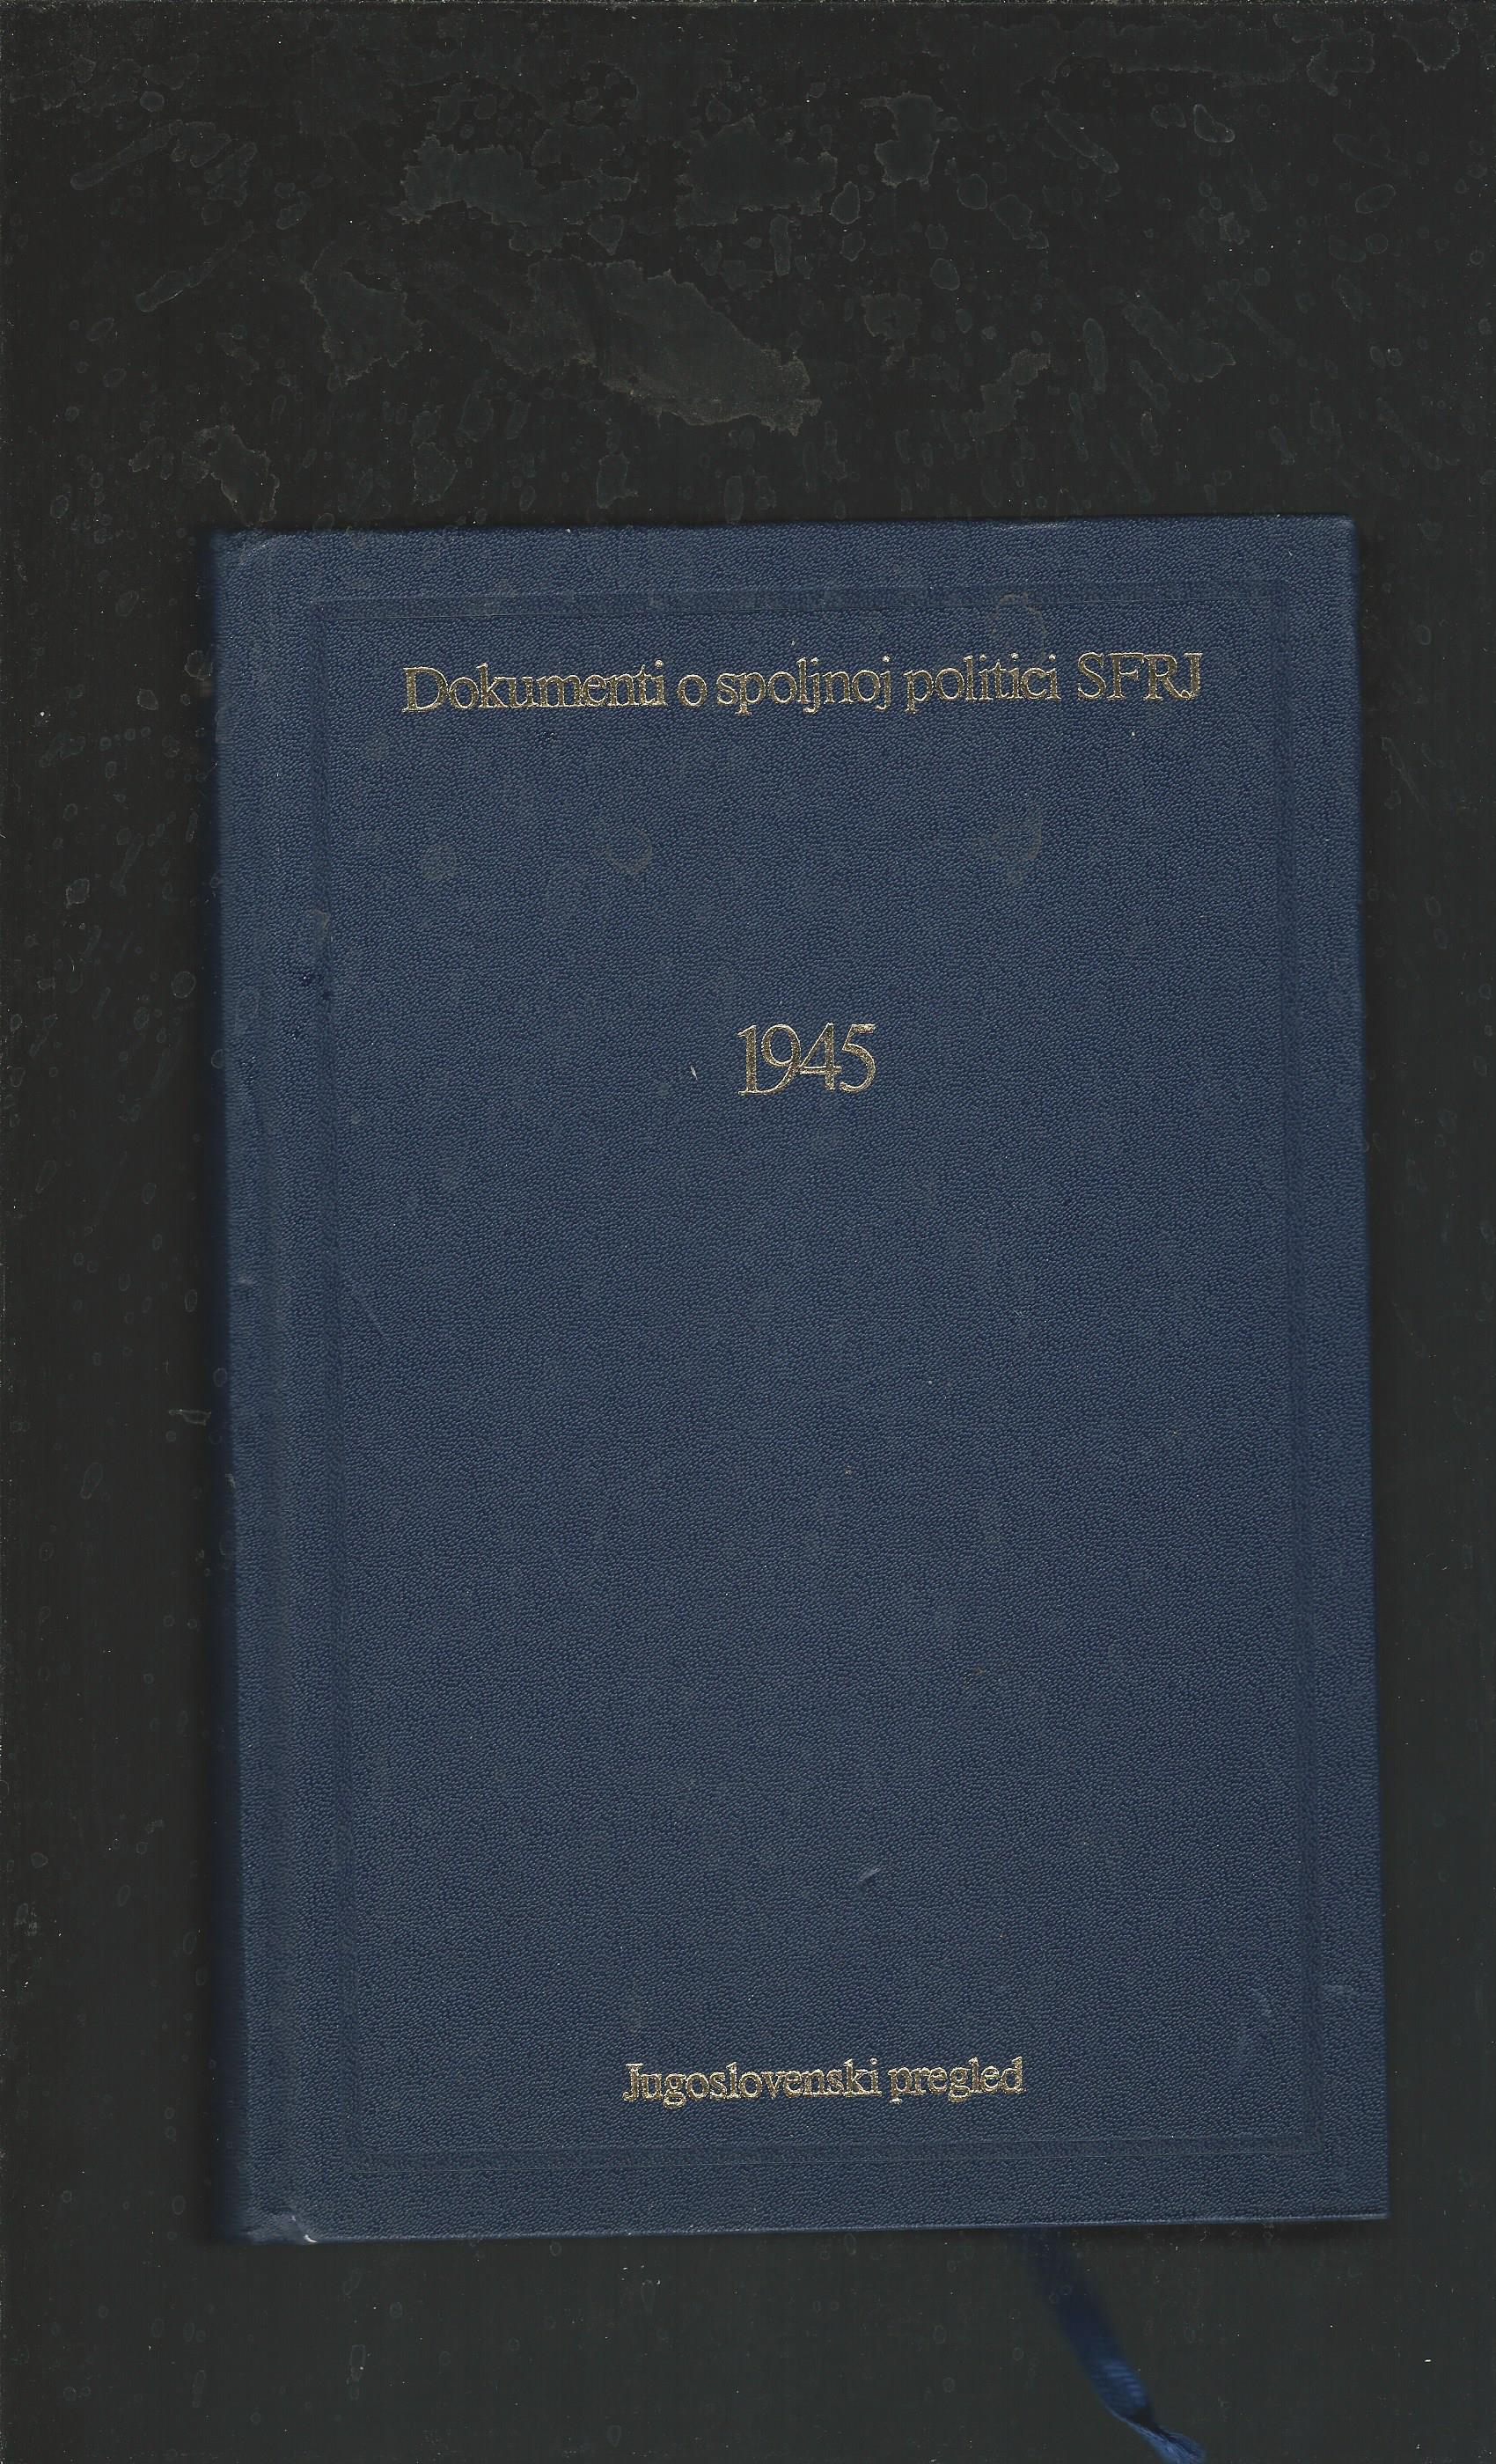 Dokumenti o spoljnoj politici SFRJ
1945
Jugoslovenski pregled